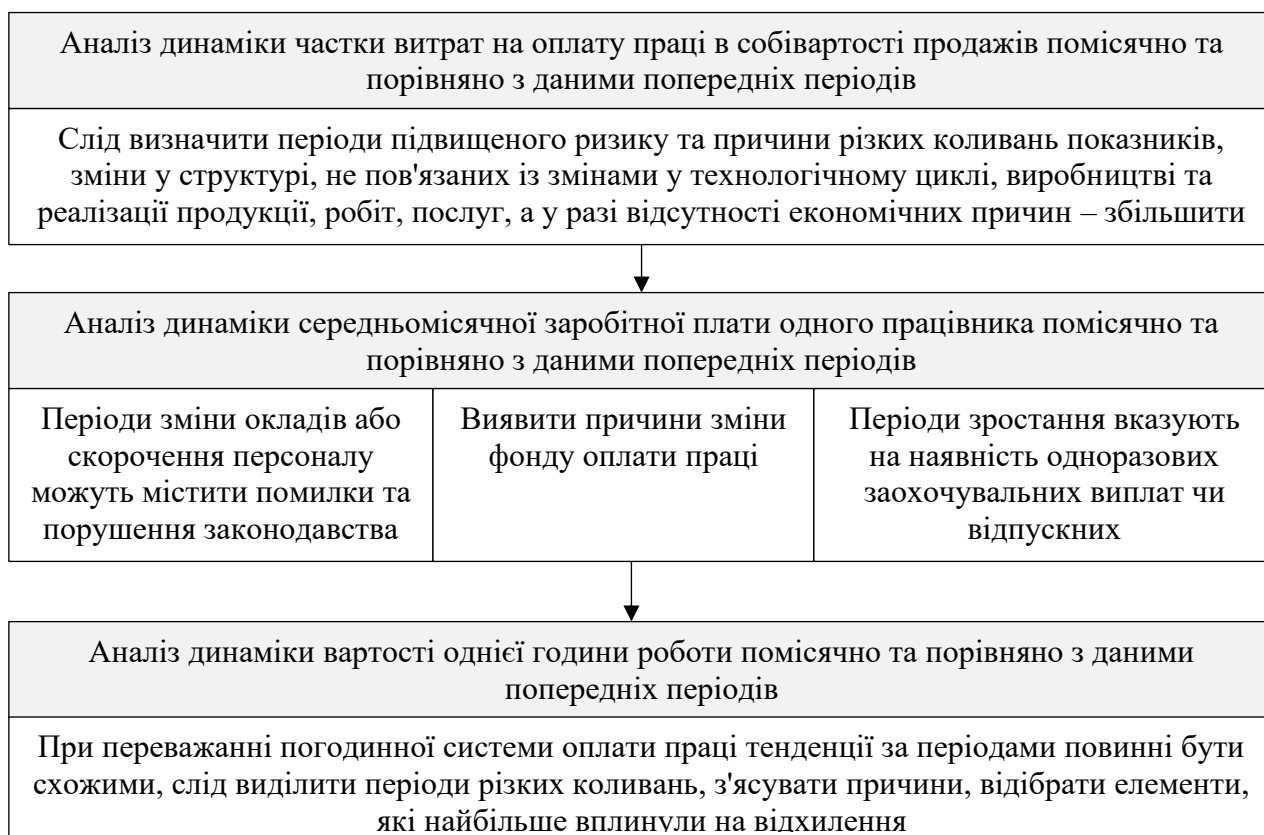 Аналіз динаміки частки витрат на оплату праці в собівартості продажів помісячно та
порівняно з даними попередніх періодів
Слід визначити періоди підвищеного ризику та причини різких коливань показників,
зміни у структурі, не пов'язаних із змінами у технологічному циклі, виробництві та
реалізації продукції, робіт, послуг, а у разі відсутності економічних причин – збільшити
Аналіз динаміки середньомісячної заробітної плати одного працівника помісячно та
порівняно з даними попередніх періодів
Періоди зміни окладів або
скорочення персоналу
можуть містити помилки та
порушення законодавства
Виявити причини зміни
фонду оплати праці
Періоди зростання вказують
на наявність одноразових
заохочувальних виплат чи
відпускних
Аналіз динаміки вартості однієї години роботи помісячно та порівняно з даними
попередніх періодів
При переважанні погодинної системи оплати праці тенденції за періодами повинні бути
схожими, слід виділити періоди різких коливань, з'ясувати причини, відібрати елементи,
які найбільше вплинули на відхилення